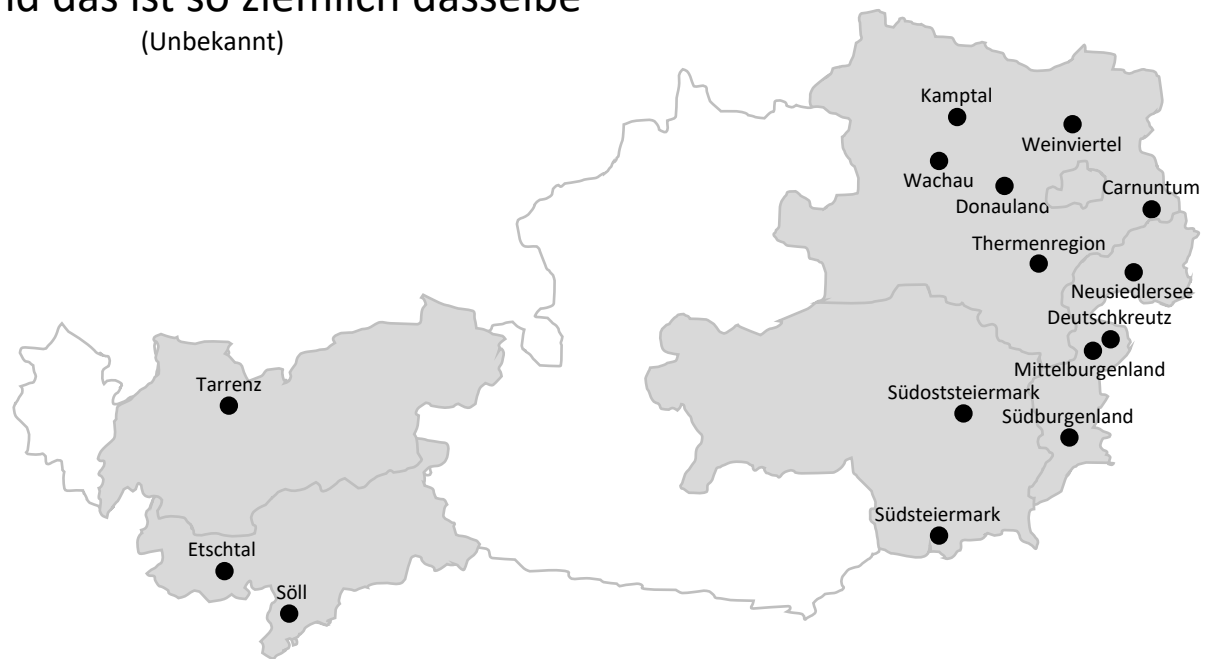 nd das ist so ziemlich dasselbe
(Unbekannt)
Kamptal
Weinviertel
Wachau
Donauland
Carnuntum
Thermenregion
Neusiedlersee
Deutschkreutz
Mittelburgenland
Tarrenz
Südoststeiermark
Südburgenland
Südsteiermark
Etschtal
Söll